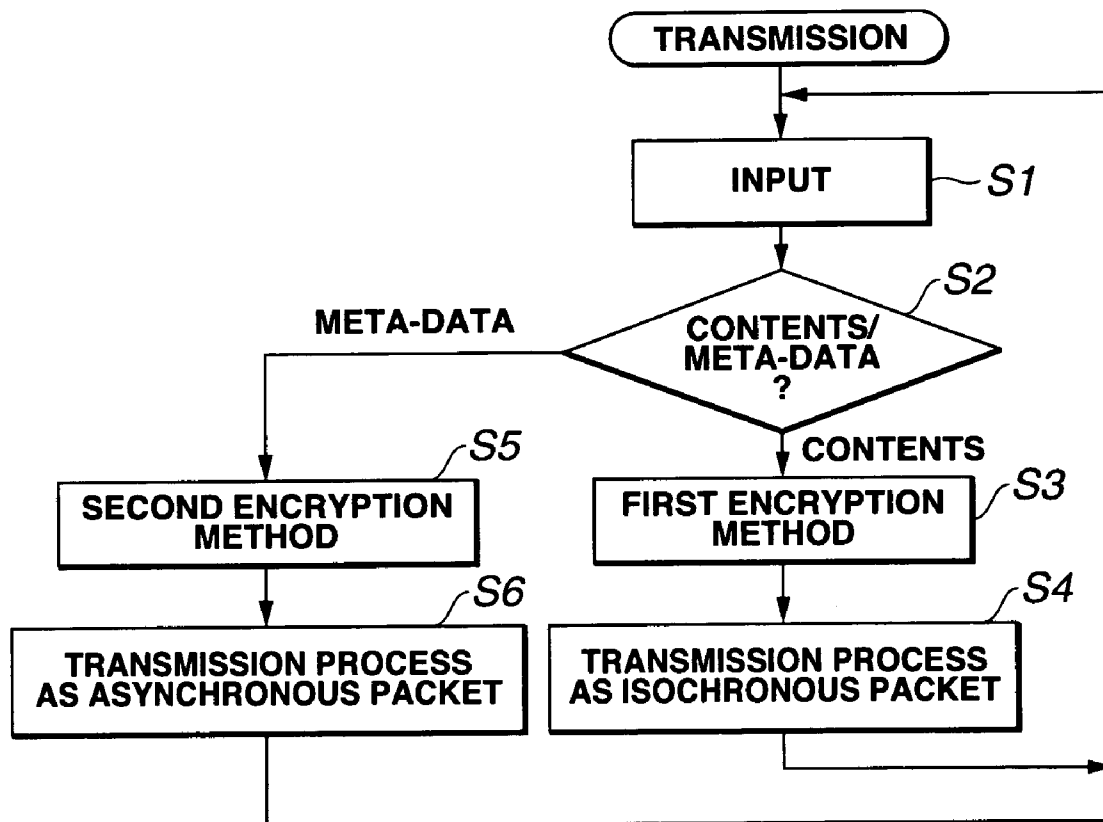 TRANSMISSION
INPUT
S1
S2
META-DATA
CONTENTS/
META-DATA
?
CONTENTS
S5
SECOND ENCRYPTION
METHOD
S3
FIRST ENCRYPTION
METHOD
S6
TRANSMISSION PROCESS
AS ASYNCHRONOUS PACKET
S4
TRANSMISSION PROCESS
AS ISOCHRONOUS PACKET